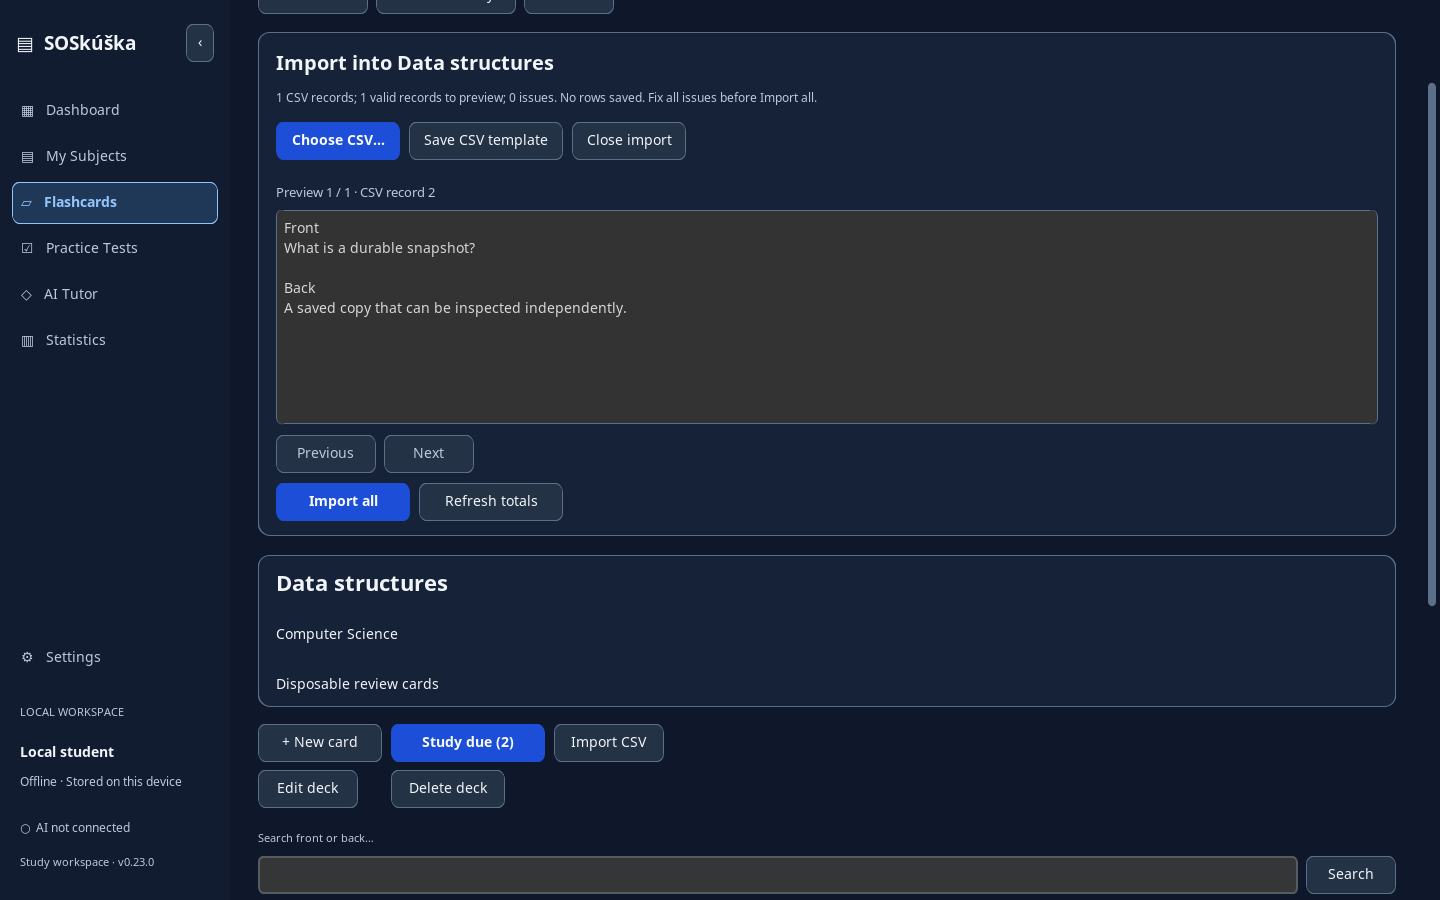 SOSkúška
‹
Dashboard
My Subjects
Flashcards
Practice Tests
AI Tutor
Statistics
Settings
LOCAL WORKSPACE
Local student
Offline · Stored on this device
AI not connected
Study workspace · v0.23.0
Import into Data structures
1 CSV records; 1 valid records to preview; 0 issues. No rows saved. Fix all issues before Import all.
Choose CSV... Save CSV template Close import
Preview 1 / 1 · CSV record 2
Front
What is a durable snapshot?
Back
A saved copy that can be inspected independently.
Previous Next
Import all Refresh totals
Data structures
Computer Science
Disposable review cards
+ New card Study due (2) Import CSV
Edit deck Delete deck
Search front or back...
Search